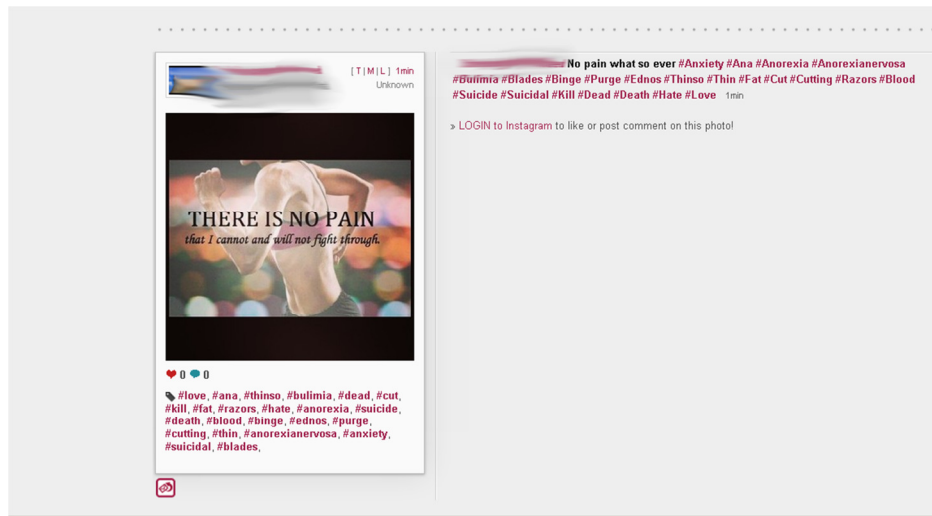 [ T | M | L ] 1min
Unknown
THERE IS NO PAIN
that I cannot and will not fight through.
0 0
#love, #ana, #thinso, #bulimia, #dead, #cut,
#kill, #fat, #razors, #hate, #anorexia, #suicide,
#death, #blood, #binge, #ednos, #purge,
#cutting, #thin, #anorexianervosa, #anxiety,
#suicidal, #blades,
No pain what so ever #Anxiety #Ana #Anorexia #Anorexianervosa
#Bulimia #Blades #Binge #Purge #Ednos #Thinso #Thin #Fat #Cut #Cutting #Razors #Blood
#Suicide #Suicidal #Kill #Dead #Death #Hate #Love 1min
» LOGIN to Instagram to like or post comment on this photo!